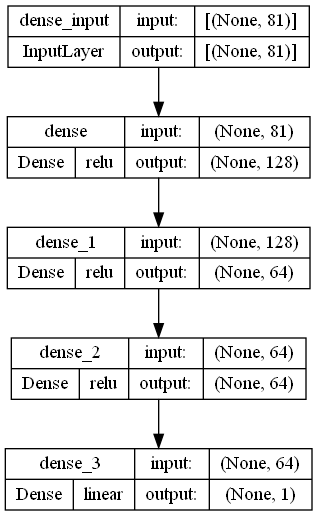 dense_input input: [(None, 81)]
InputLayer output: [(None, 81)]
dense input: (None, 81)
Dense relu output: (None, 128)
dense_1 input: (None, 128)
Dense relu output: (None, 64)
dense_2 input: (None, 64)
Dense relu output: (None, 64)
dense_3 input: (None, 64)
Dense linear output: (None, 1)